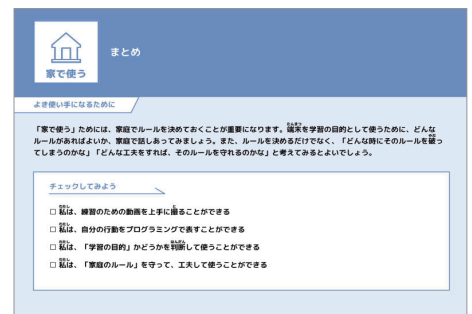 家で使う
まとめ
よき使い手になるために
「家で使う」ためには、家庭でルールを決めておくことが重要になります。端末を学習の目的として使うために、どんな
ルールがあればよいか、家庭で話しあってみましょう。また、ルールを決めるだけでなく、「どんな時にそのルールを破っ
てしまうのかな」「どんな工夫をすれば、そのルールを守れるのかな」と考えてみるとよいでしょう。
チェックしてみよう
□ 私は、練習のための動画を上手に撮ることができる
□ 私は、自分の行動をプログラミングで表すことができる
□ 私は、「学習の目的」かどうかを判断して使うことができる
□ 私は、「家庭のルール」を守って、工夫して使うことができる